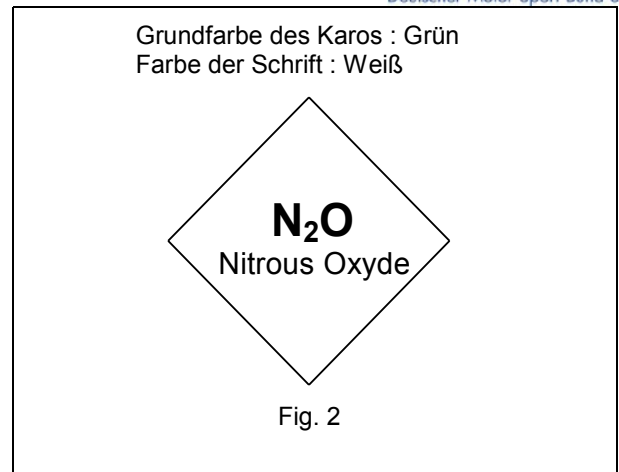 Grundfarbe des Karos : Grün
Farbe der Schrift : Weiß
N₂O
Nitrous Oxyde
Fig. 2